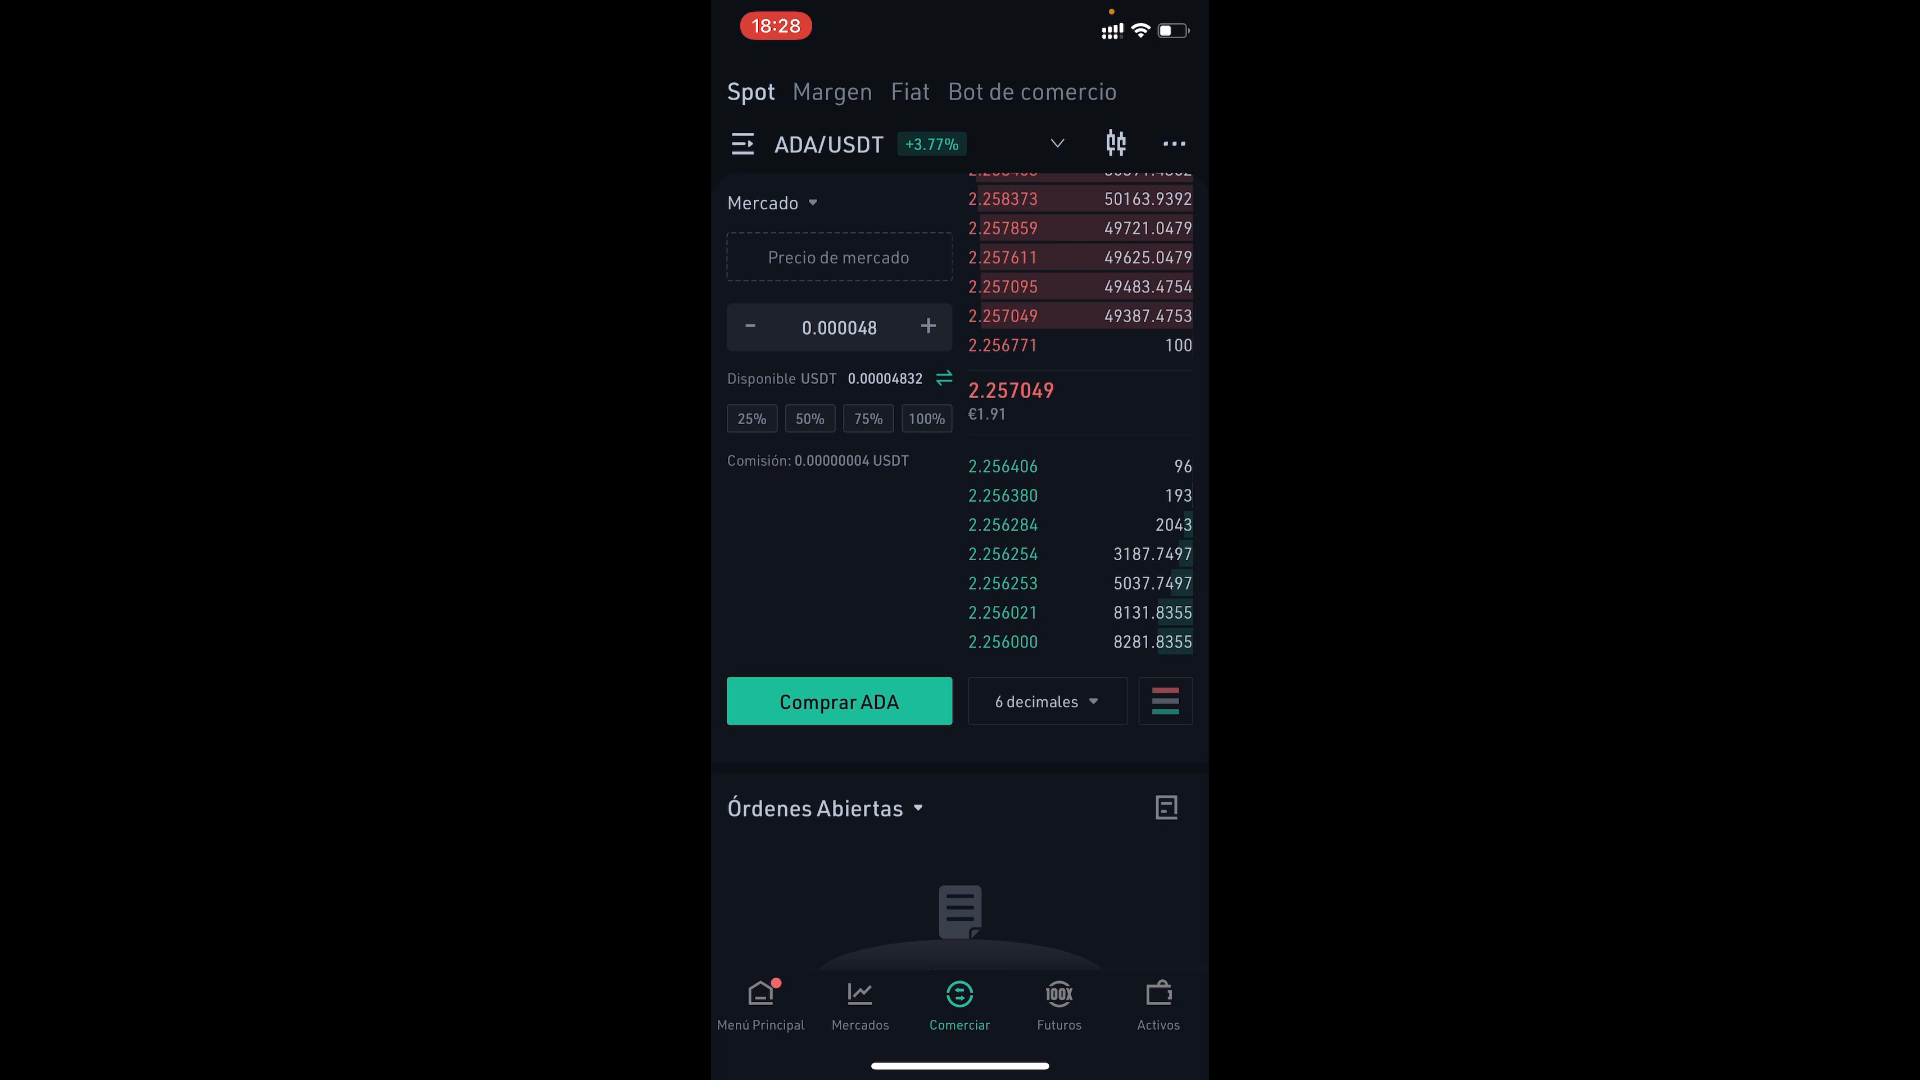 18:28
Spot Margen Fiat Bot de comercio
ADA/USDT +3.77%
Mercado
Precio de mercado
- 0.000048 +
Disponible USDT 0.00004832
25% 50% 75% 100%
Comisión: 0.00000004 USDT
2.258373 50163.9392
2.257859 49721.0479
2.257611 49625.0479
2.257095 49483.4754
2.257049 49387.4753
2.256771 100
2.257049
€1.91
2.256406 96
2.256380 193
2.256284 2043
2.256254 3187.7497
2.256253 5037.7497
2.256021 8131.8355
2.256000 8281.8355
Comprar ADA
6 decimales
Órdenes Abiertas
100X
Menú Principal Mercados Comerciar Futuros Activos